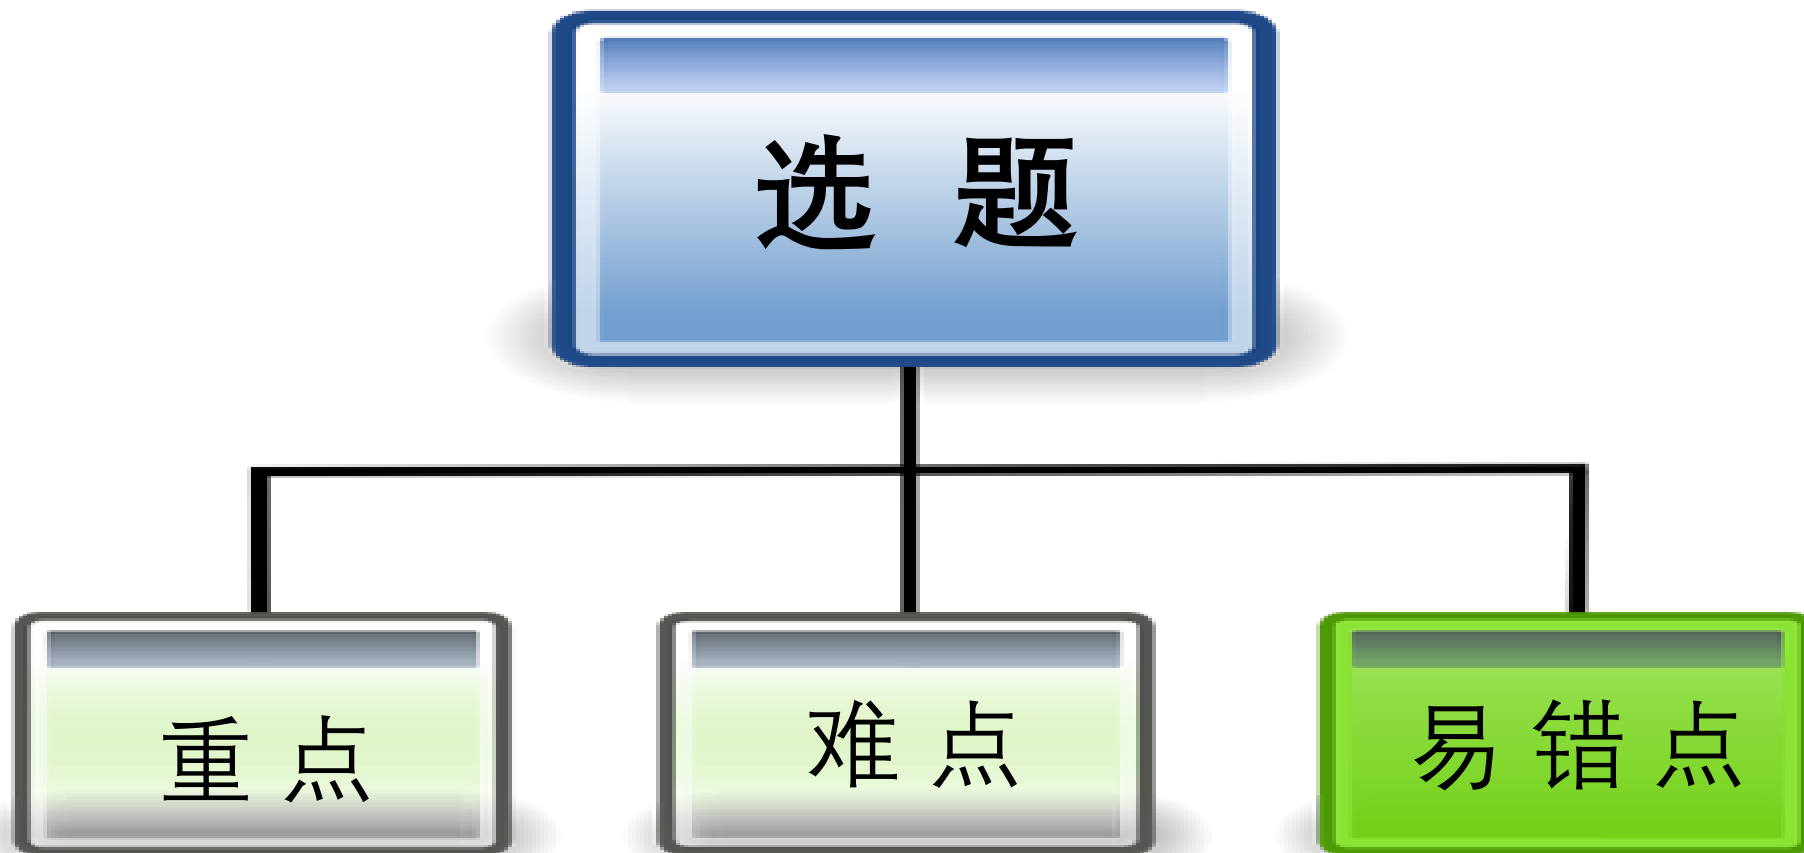 选 题
重 点
难 点
易 错 点